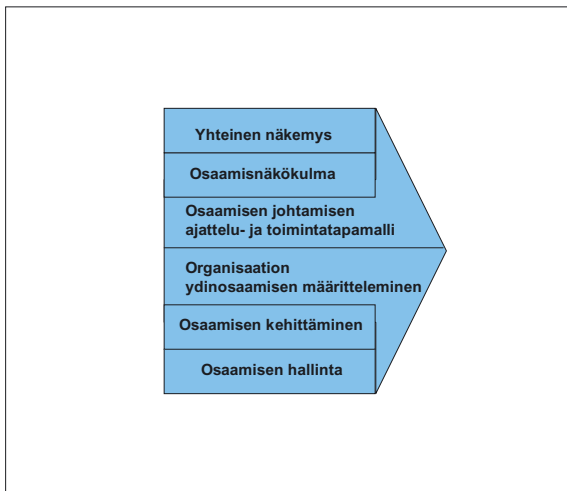 Yhteinen näkemys
Osaamisnäkökulma
Osaamisen johtamisen
ajattelu- ja toimintatapamalli
Organisaation
ydinosaamisen määritteleminen
Osaamisen kehittäminen
Osaamisen hallinta